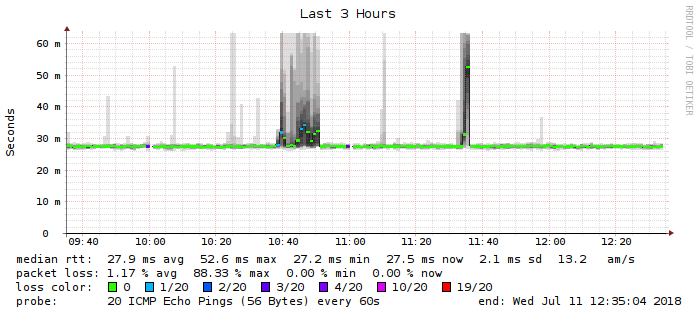 Last 3 Hours
RRDTOOL / TOBI OETIKER
Seconds
60 m
50 m
40 m
30 m
20 m
10 m
0
09:40 10:00 10:20 10:40 11:00 11:20 11:40 12:00 12:20
median rtt: 27.9 ms avg 52.6 ms max 27.2 ms min 27.5 ms now 2.1 ms sd 13.2 am/s
packet loss: 1.17 % avg 88.33 % max 0.00 % min 0.00 % now
loss color: 0 1/20 2/20 3/20 4/20 10/20 19/20
probe: 20 ICMP Echo Pings (56 Bytes) every 60s end: Wed Jul 11 12:35:04 2018